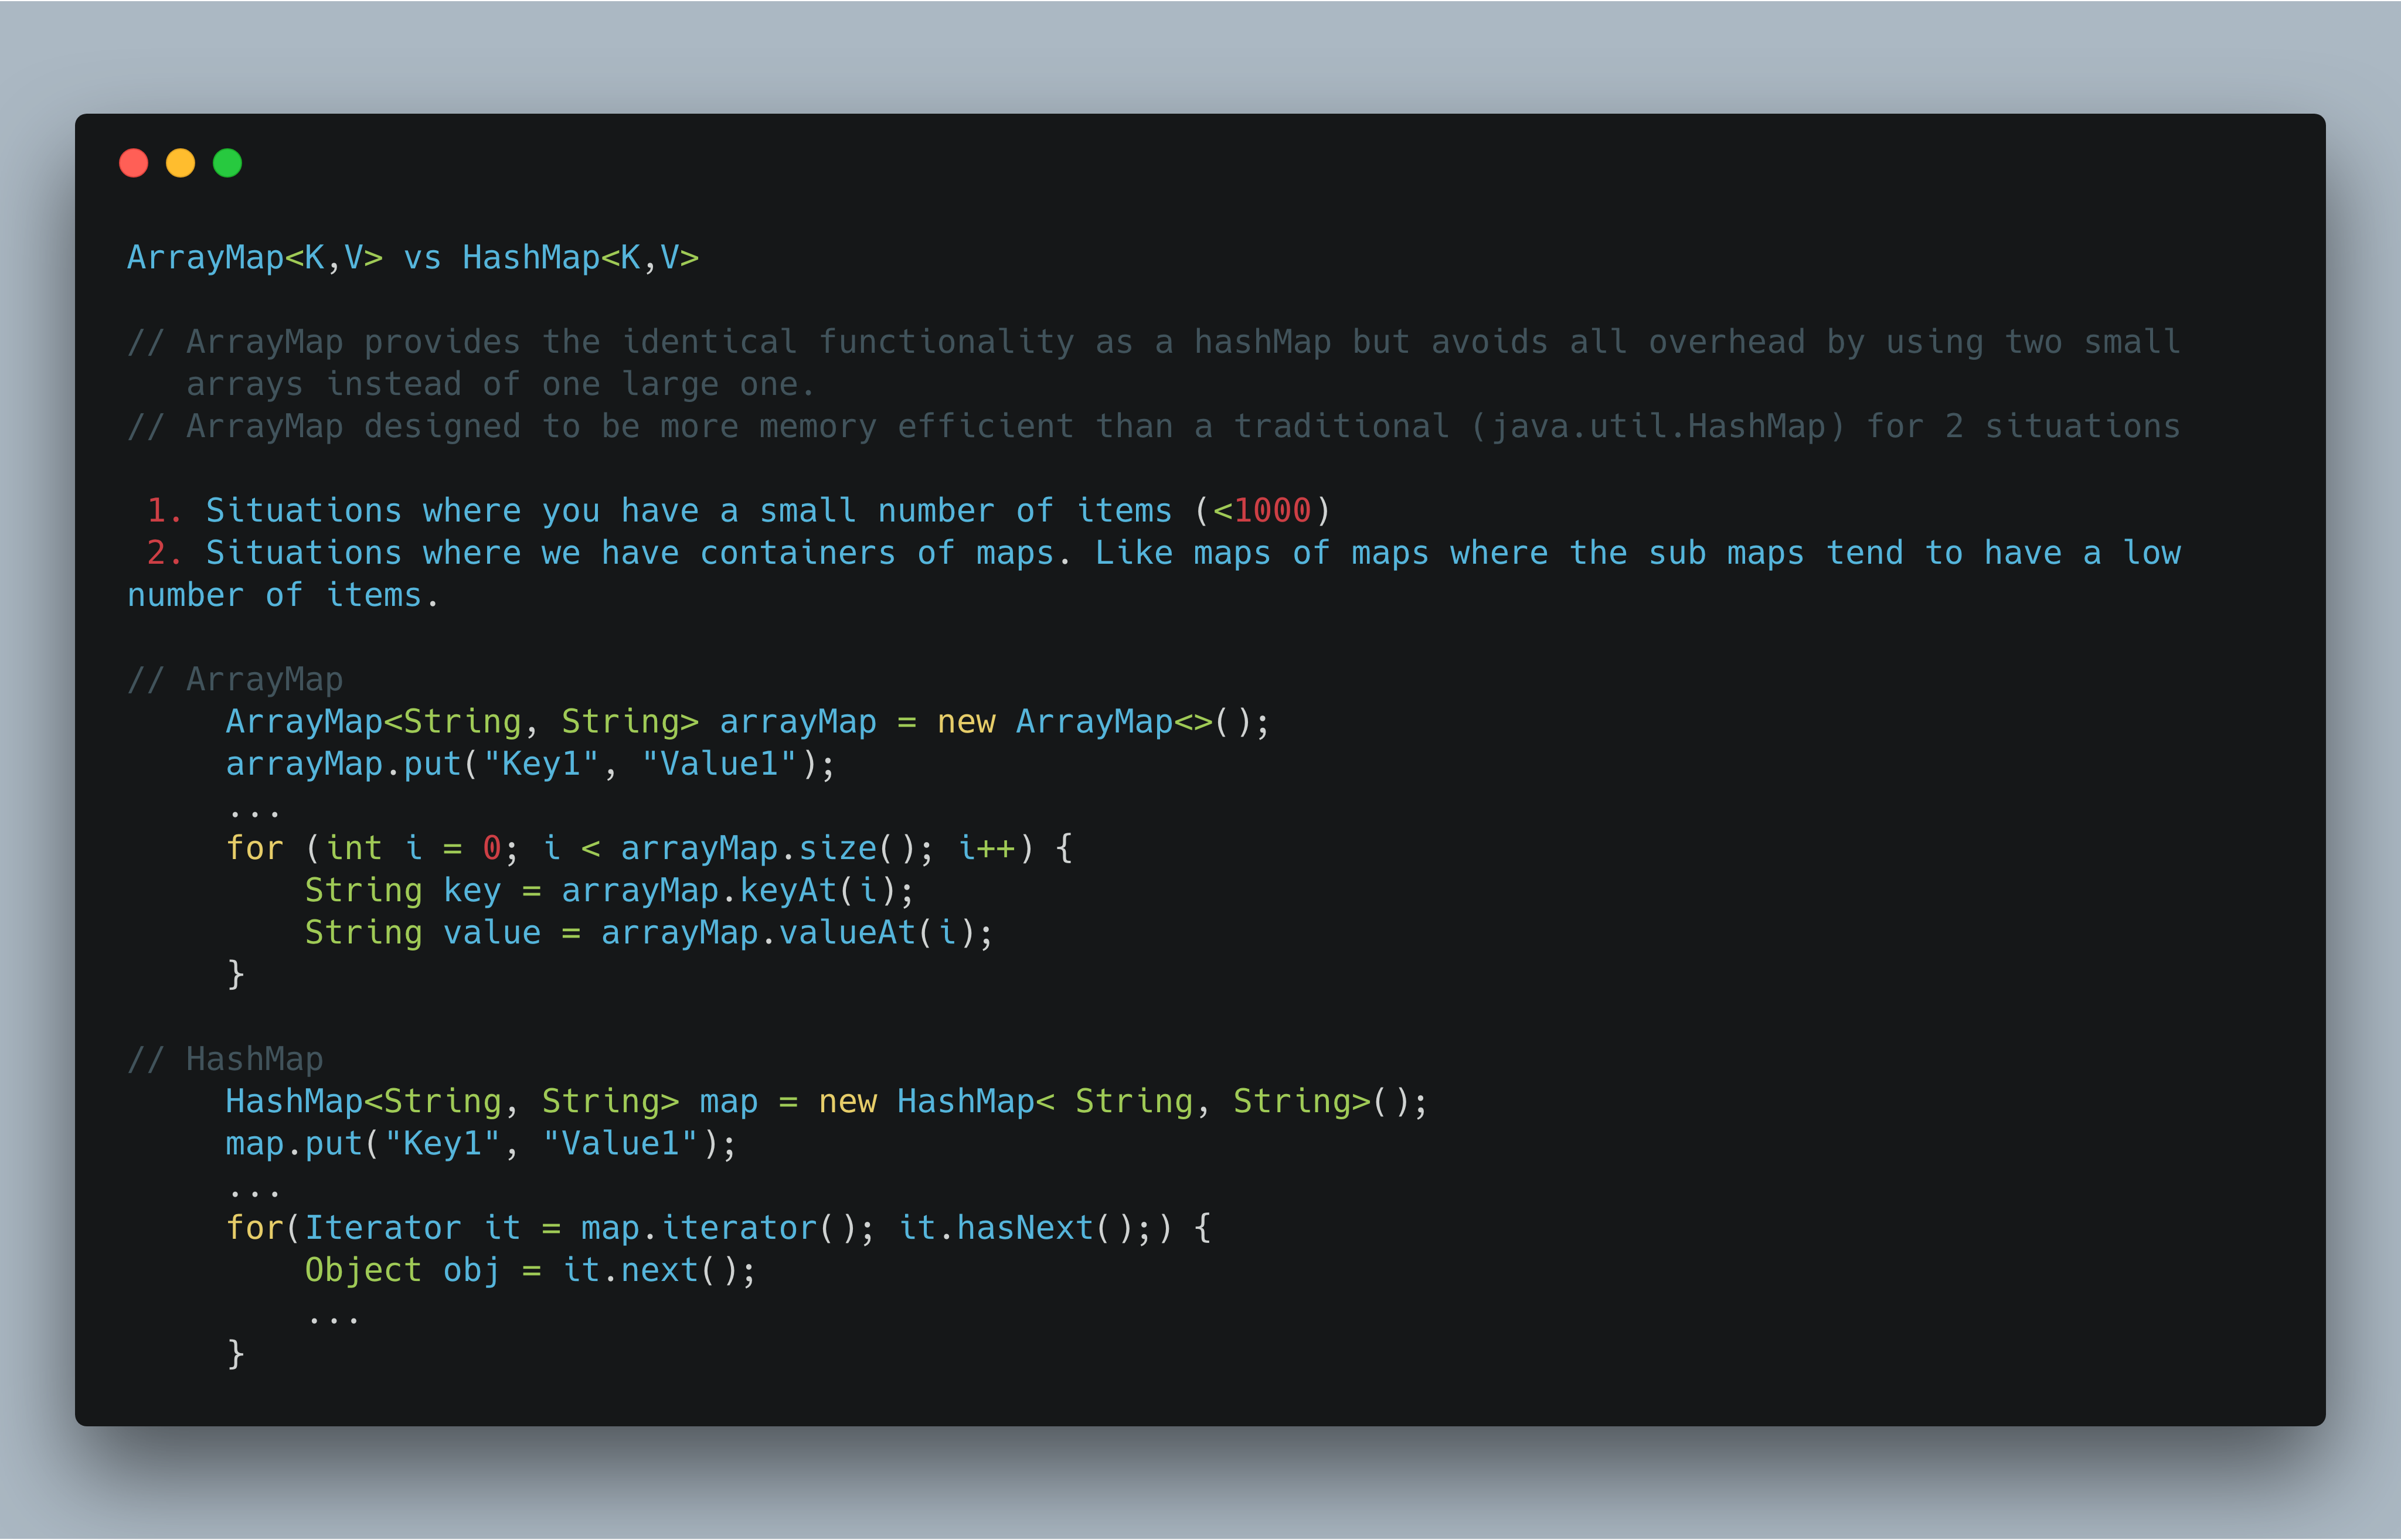 ArrayMap<K,V> vs HashMap<K,V>
// ArrayMap provides the identical functionality as a hashMap but avoids all overhead by using two small
arrays instead of one large one.
// ArrayMap designed to be more memory efficient than a traditional (java.util.HashMap) for 2 situations
1. Situations where you have a small number of items (<1000)
2. Situations where we have containers of maps. Like maps of maps where the sub maps tend to have a low
number of items.
// ArrayMap
ArrayMap<String, String> arrayMap = new ArrayMap<>();
arrayMap.put("Key1", "Value1");
...
for (int i = 0; i < arrayMap.size(); i++) {
String key = arrayMap.keyAt(i);
String value = arrayMap.valueAt(i);
}
// HashMap
HashMap<String, String> map = new HashMap< String, String>();
map.put("Key1", "Value1");
...
for(Iterator it = map.iterator(); it.hasNext();) {
Object obj = it.next();
...
}